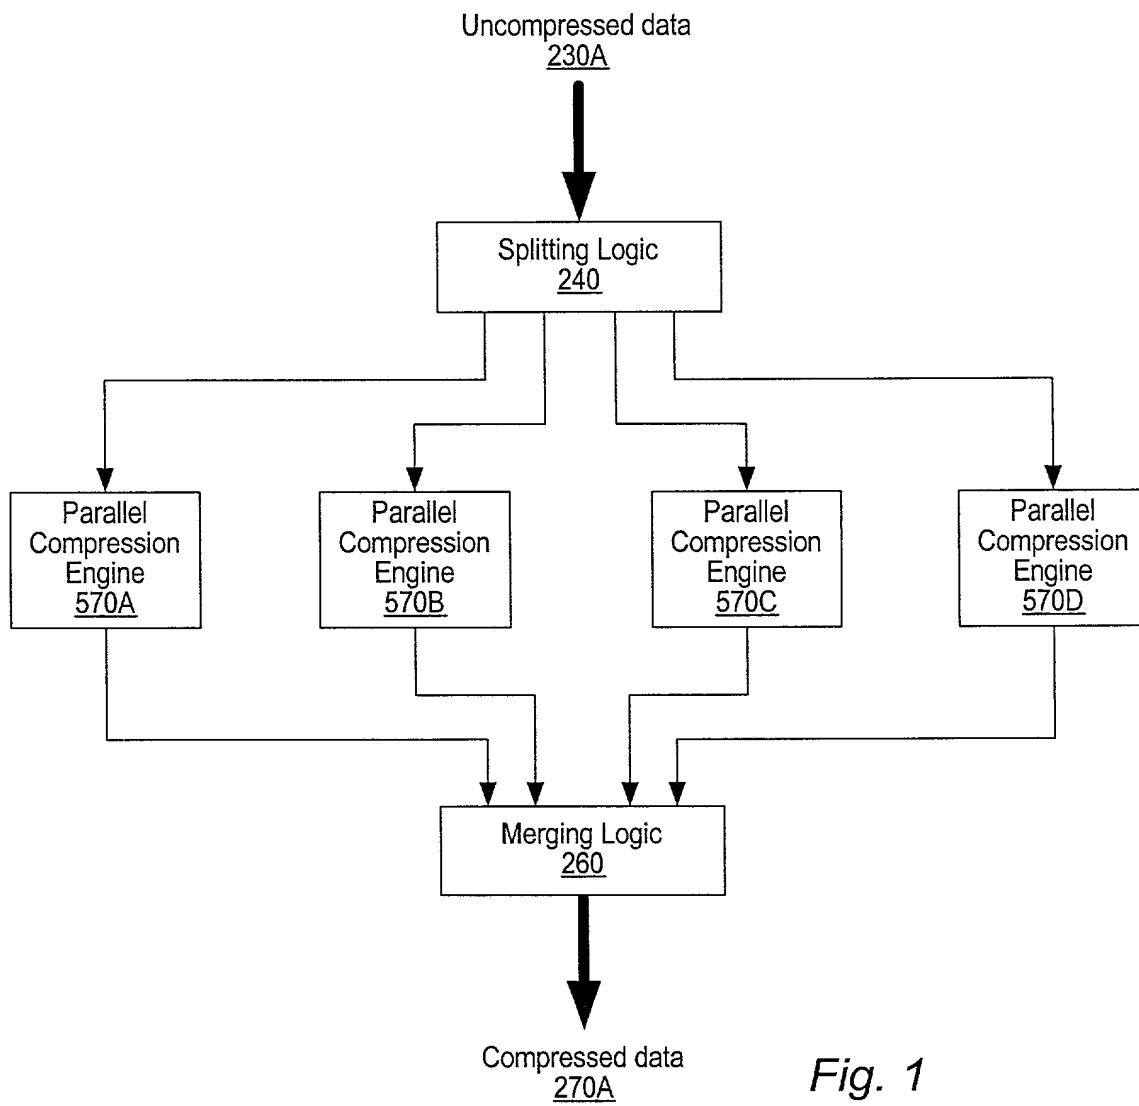 Uncompressed data
230A
Splitting Logic
240
Parallel
Compression
Engine
570A
Parallel
Compression
Engine
570B
Parallel
Compression
Engine
570C
Parallel
Compression
Engine
570D
Merging Logic
260
Compressed data
270A
Fig. 1